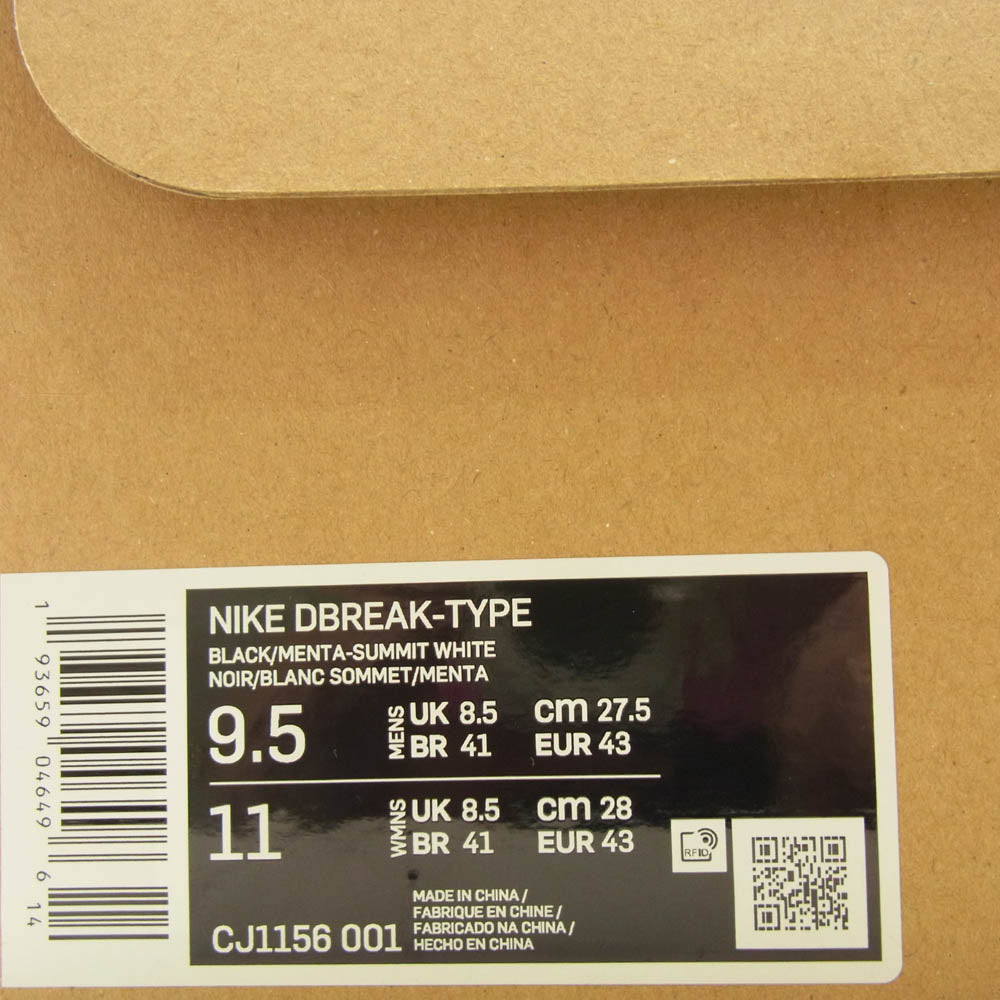 NIKE DBREAK-TYPE
BLACK/MENTA-SUMMIT WHITE
NOIR/BLANC SOMMET/MENTA
9.5 MENS UK 8.5 cm 27.5
BR 41 EUR 43
11 WMNS UK 8.5 cm 28
BR 41 EUR 43
RFID
CJ1156 001
MADE IN CHINA /
FABRIQUE EN CHINE /
FABRICADO NA CHINA /
HECHO EN CHINA
1 93659 04649 6 14